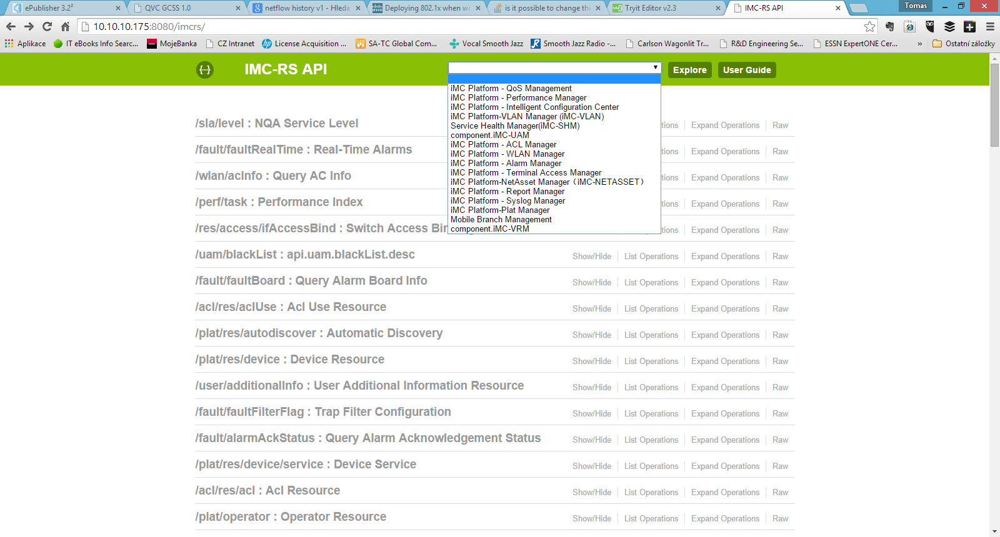 ePublisher 3.2²
QVC GCSS 1.0
netflow history v1 - Hleda
Deploying 802.1x when wo
is it possible to change the
Tryit Editor v2.3
IMC-RS API
Tomas
10.10.10.175:8080/imcrs/
Aplikace
IT eBooks Info Searc...
MojeBanka
CZ Intranet
License Acquisition ...
SA-TC Global Com...
Vocal Smooth Jazz
Smooth Jazz Radio -...
Carlson Wagonlit Tr...
R&D Engineering Se...
ESSN ExpertONE Cer...
»
Ostatní záložky
{···}
IMC-RS API
Explore
User Guide
iMC Platform - QoS Management
iMC Platform - Performance Manager
iMC Platform - Intelligent Configuration Center
iMC Platform-VLAN Manager (iMC-VLAN)
Service Health Manager(iMC-SHM)
component.iMC-UAM
iMC Platform - ACL Manager
iMC Platform - WLAN Manager
iMC Platform - Alarm Manager
iMC Platform - Terminal Access Manager
iMC Platform-NetAsset Manager（iMC-NETASSET）
iMC Platform - Report Manager
iMC Platform - Syslog Manager
iMC Platform-Plat Manager
Mobile Branch Management
component.iMC-VRM
/sla/level : NQA Service Level tions Expand Operations Raw
/fault/faultRealTime : Real-Time Alarms ations Expand Operations Raw
/wlan/acInfo : Query AC Info ations Expand Operations Raw
/perf/task : Performance Index ations Expand Operations Raw
/res/access/ifAccessBind : Switch Access Bin ations Expand Operations Raw
/uam/blackList : api.uam.blackList.desc Show/Hide List Operations Expand Operations Raw
/fault/faultBoard : Query Alarm Board Info Show/Hide List Operations Expand Operations Raw
/acl/res/aclUse : Acl Use Resource Show/Hide List Operations Expand Operations Raw
/plat/res/autodiscover : Automatic Discovery Show/Hide List Operations Expand Operations Raw
/plat/res/device : Device Resource Show/Hide List Operations Expand Operations Raw
/user/additionalInfo : User Additional Information Resource Show/Hide List Operations Expand Operations Raw
/fault/faultFilterFlag : Trap Filter Configuration Show/Hide List Operations Expand Operations Raw
/fault/alarmAckStatus : Query Alarm Acknowledgement Status Show/Hide List Operations Expand Operations Raw
/plat/res/device/service : Device Service Show/Hide List Operations Expand Operations Raw
/acl/res/acl : Acl Resource Show/Hide List Operations Expand Operations Raw
/plat/operator : Operator Resource Show/Hide List Operations Expand Operations Raw